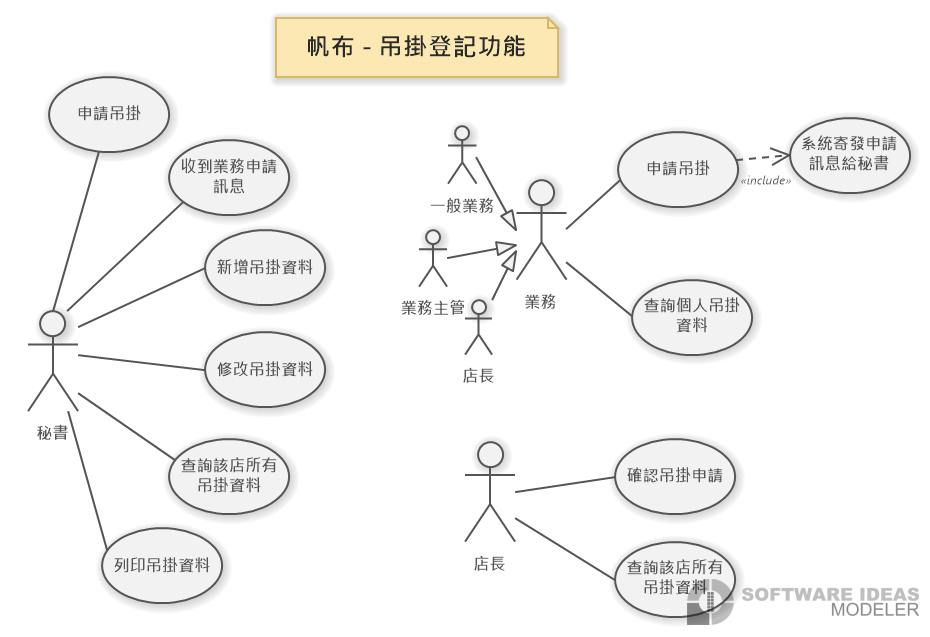 帆布 - 吊掛登記功能
申請吊掛
收到業務申請
訊息
新增吊掛資料
修改吊掛資料
秘書
查詢該店所有
吊掛資料
列印吊掛資料
一般業務
業務主管
店長
業務
申請吊掛
«include»
系統寄發申請
訊息給秘書
查詢個人吊掛
資料
店長
確認吊掛申請
查詢該店所有
吊掛資料
SOFTWARE IDEAS
MODELER